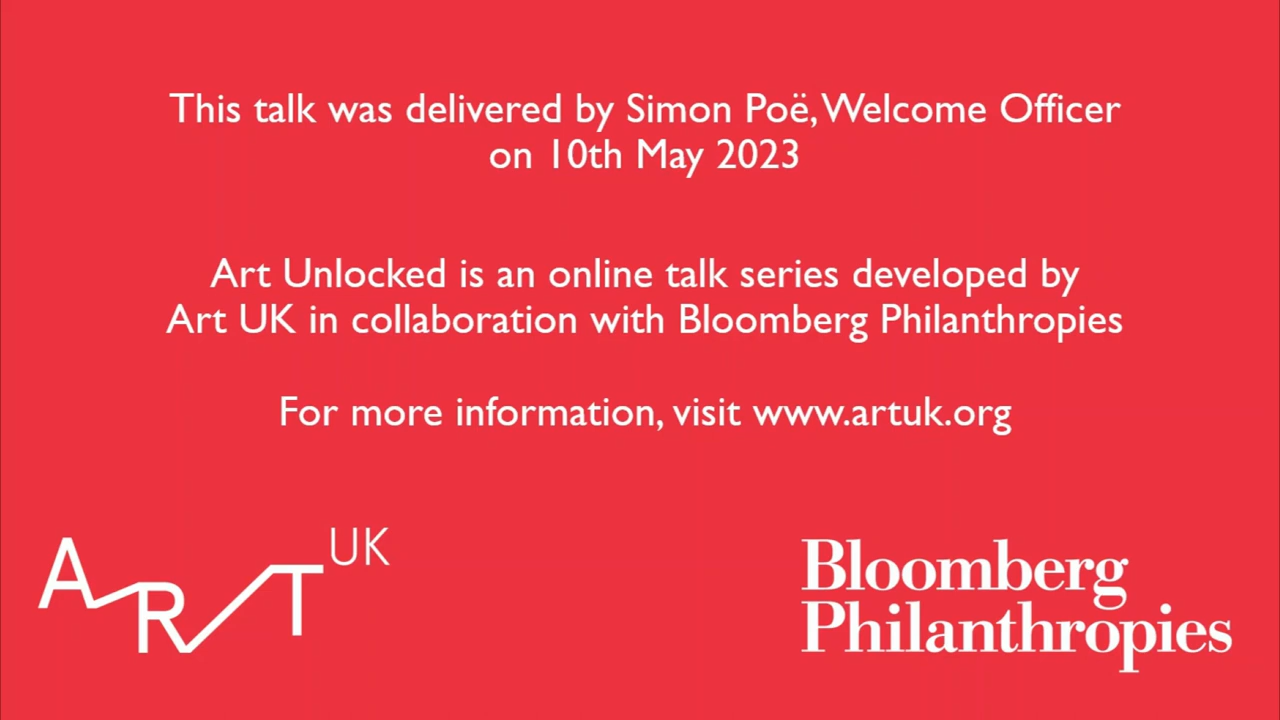 This talk was delivered by Simon Poë, Welcome Officer
on 10th May 2023
Art Unlocked is an online talk series developed by
Art UK in collaboration with Bloomberg Philanthropies
For more information, visit www.artuk.org
ART UK
Bloomberg
Philanthropies